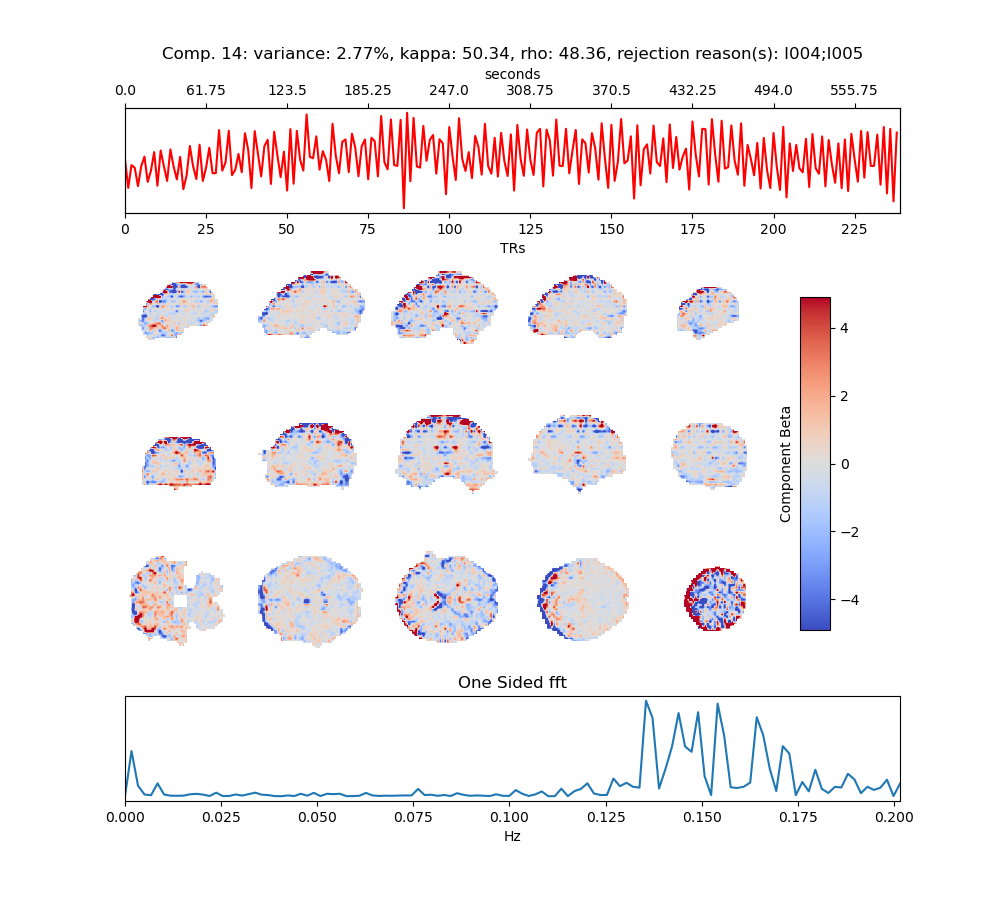 Comp. 14: variance: 2.77%, kappa: 50.34, rho: 48.36, rejection reason(s): I004;I005
seconds
0.0 61.75 123.5 185.25 247.0 308.75 370.5 432.25 494.0 555.75
0 25 50 75 100 125 150 175 200 225
TRs
4
2
0
−2
−4
Component Beta
One Sided fft
0.000 0.025 0.050 0.075 0.100 0.125 0.150 0.175 0.200
Hz